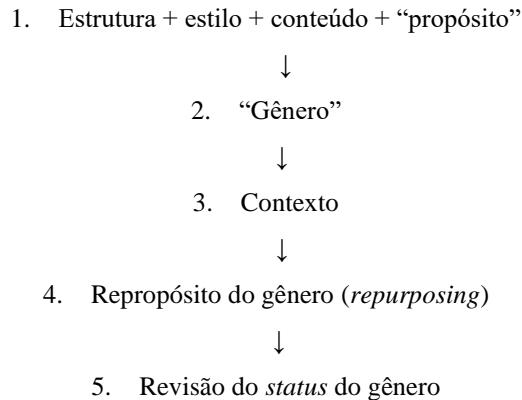 1. Estrutura + estilo + conteúdo + “propósito”
↓
2. “Gênero”
↓
3. Contexto
↓
4. Repropósito do gênero (repurposing)
↓
5. Revisão do status do gênero